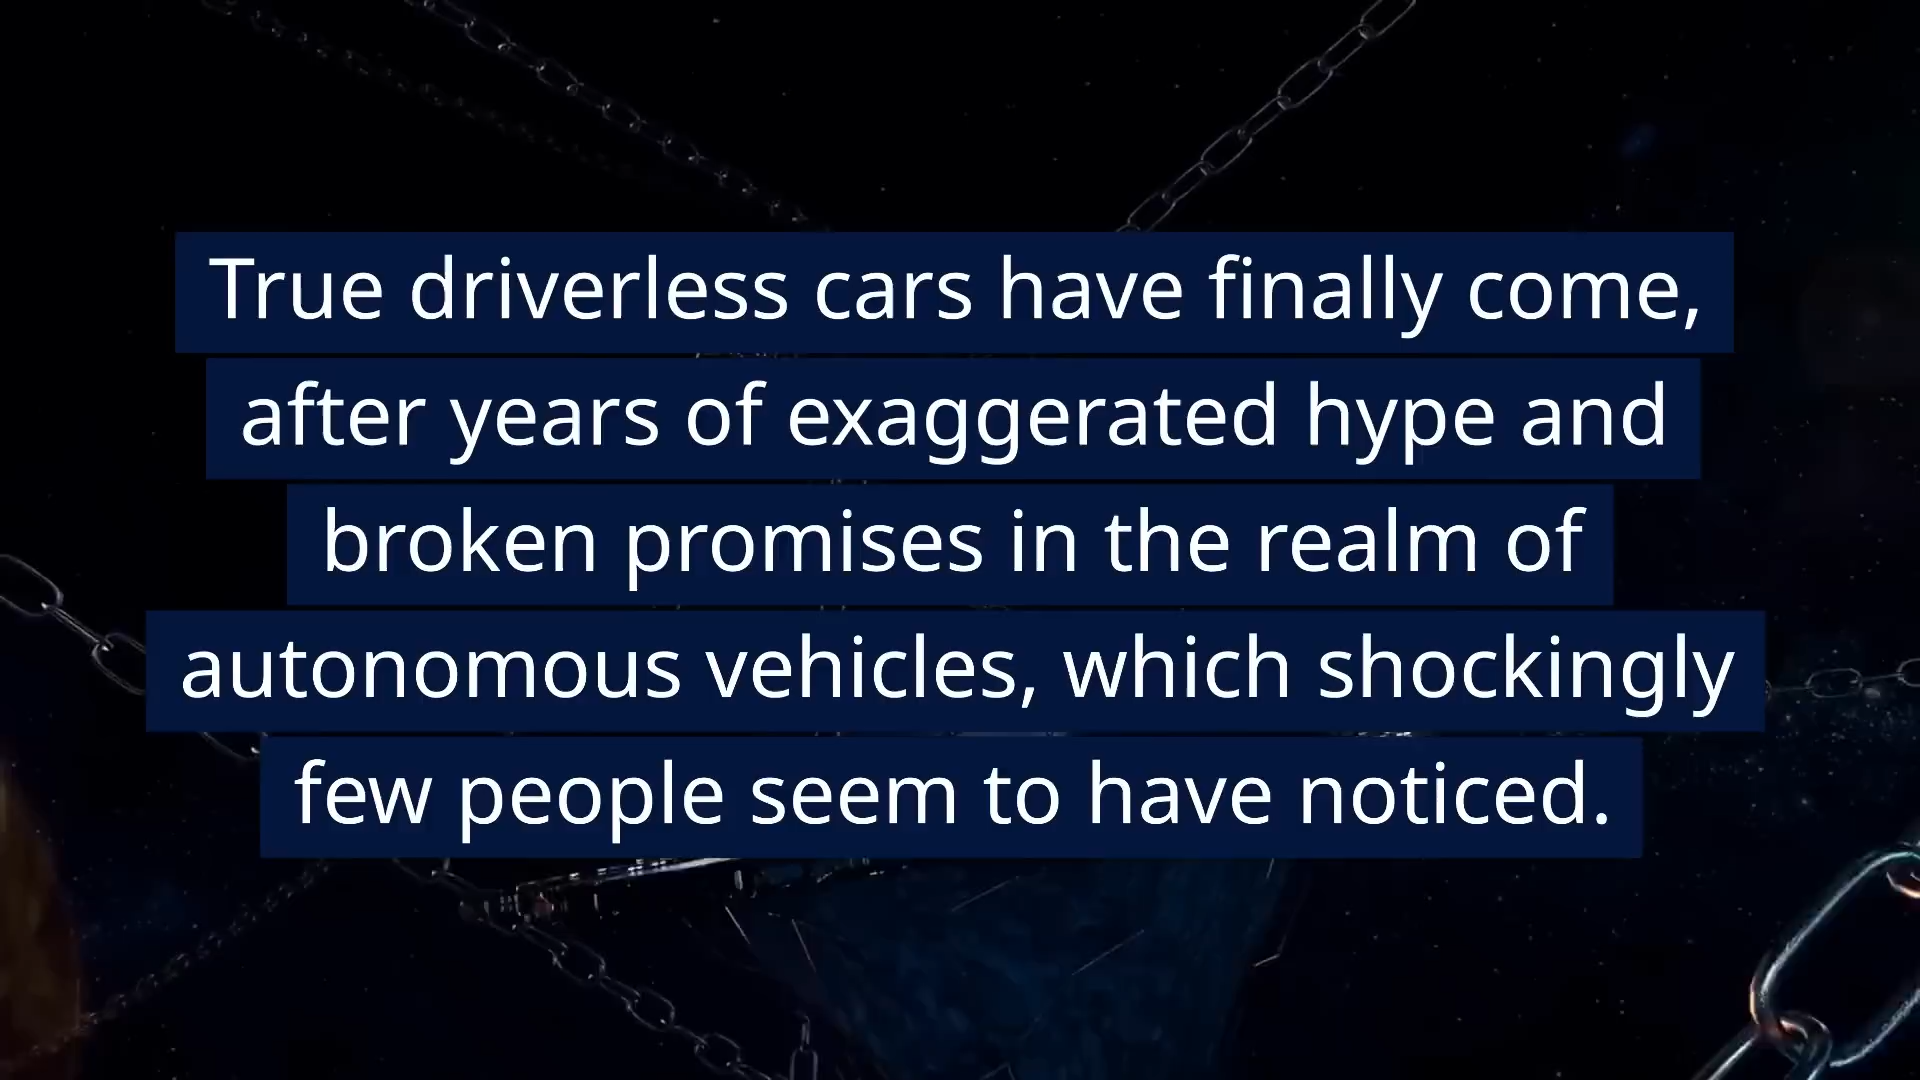 True driverless cars have finally come,
after years of exaggerated hype and
broken promises in the realm of
autonomous vehicles, which shockingly
few people seem to have noticed.